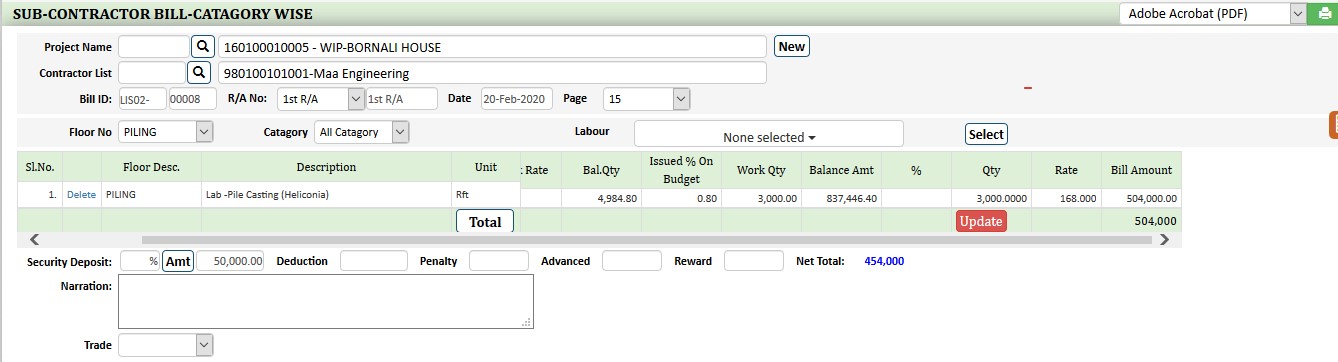 SUB-CONTRACTOR BILL-CATAGORY WISE Adobe Acrobat (PDF)
Project Name 160100010005 - WIP-BORNALI HOUSE New
Contractor List 980100101001-Maa Engineering
Bill ID: LIS02- 00008 R/A No: 1st R/A 1st R/A Date 20-Feb-2020 Page 15
Floor No PILING Catagory All Catagory Labour None selected Select
Sl.No. Floor Desc. Description Unit Rate Bal.Qty Issued % On Budget Work Qty Balance Amt % Qty Rate Bill Amount
1. Delete PILING Lab -Pile Casting (Heliconia) Rft 4,984.80 0.80 3,000.00 837,446.40 3,000.0000 168.000 504,000.00
Total Update 504,000
Security Deposit: % Amt 50,000.00 Deduction Penalty Advanced Reward Net Total: 454,000
Narration:
Trade